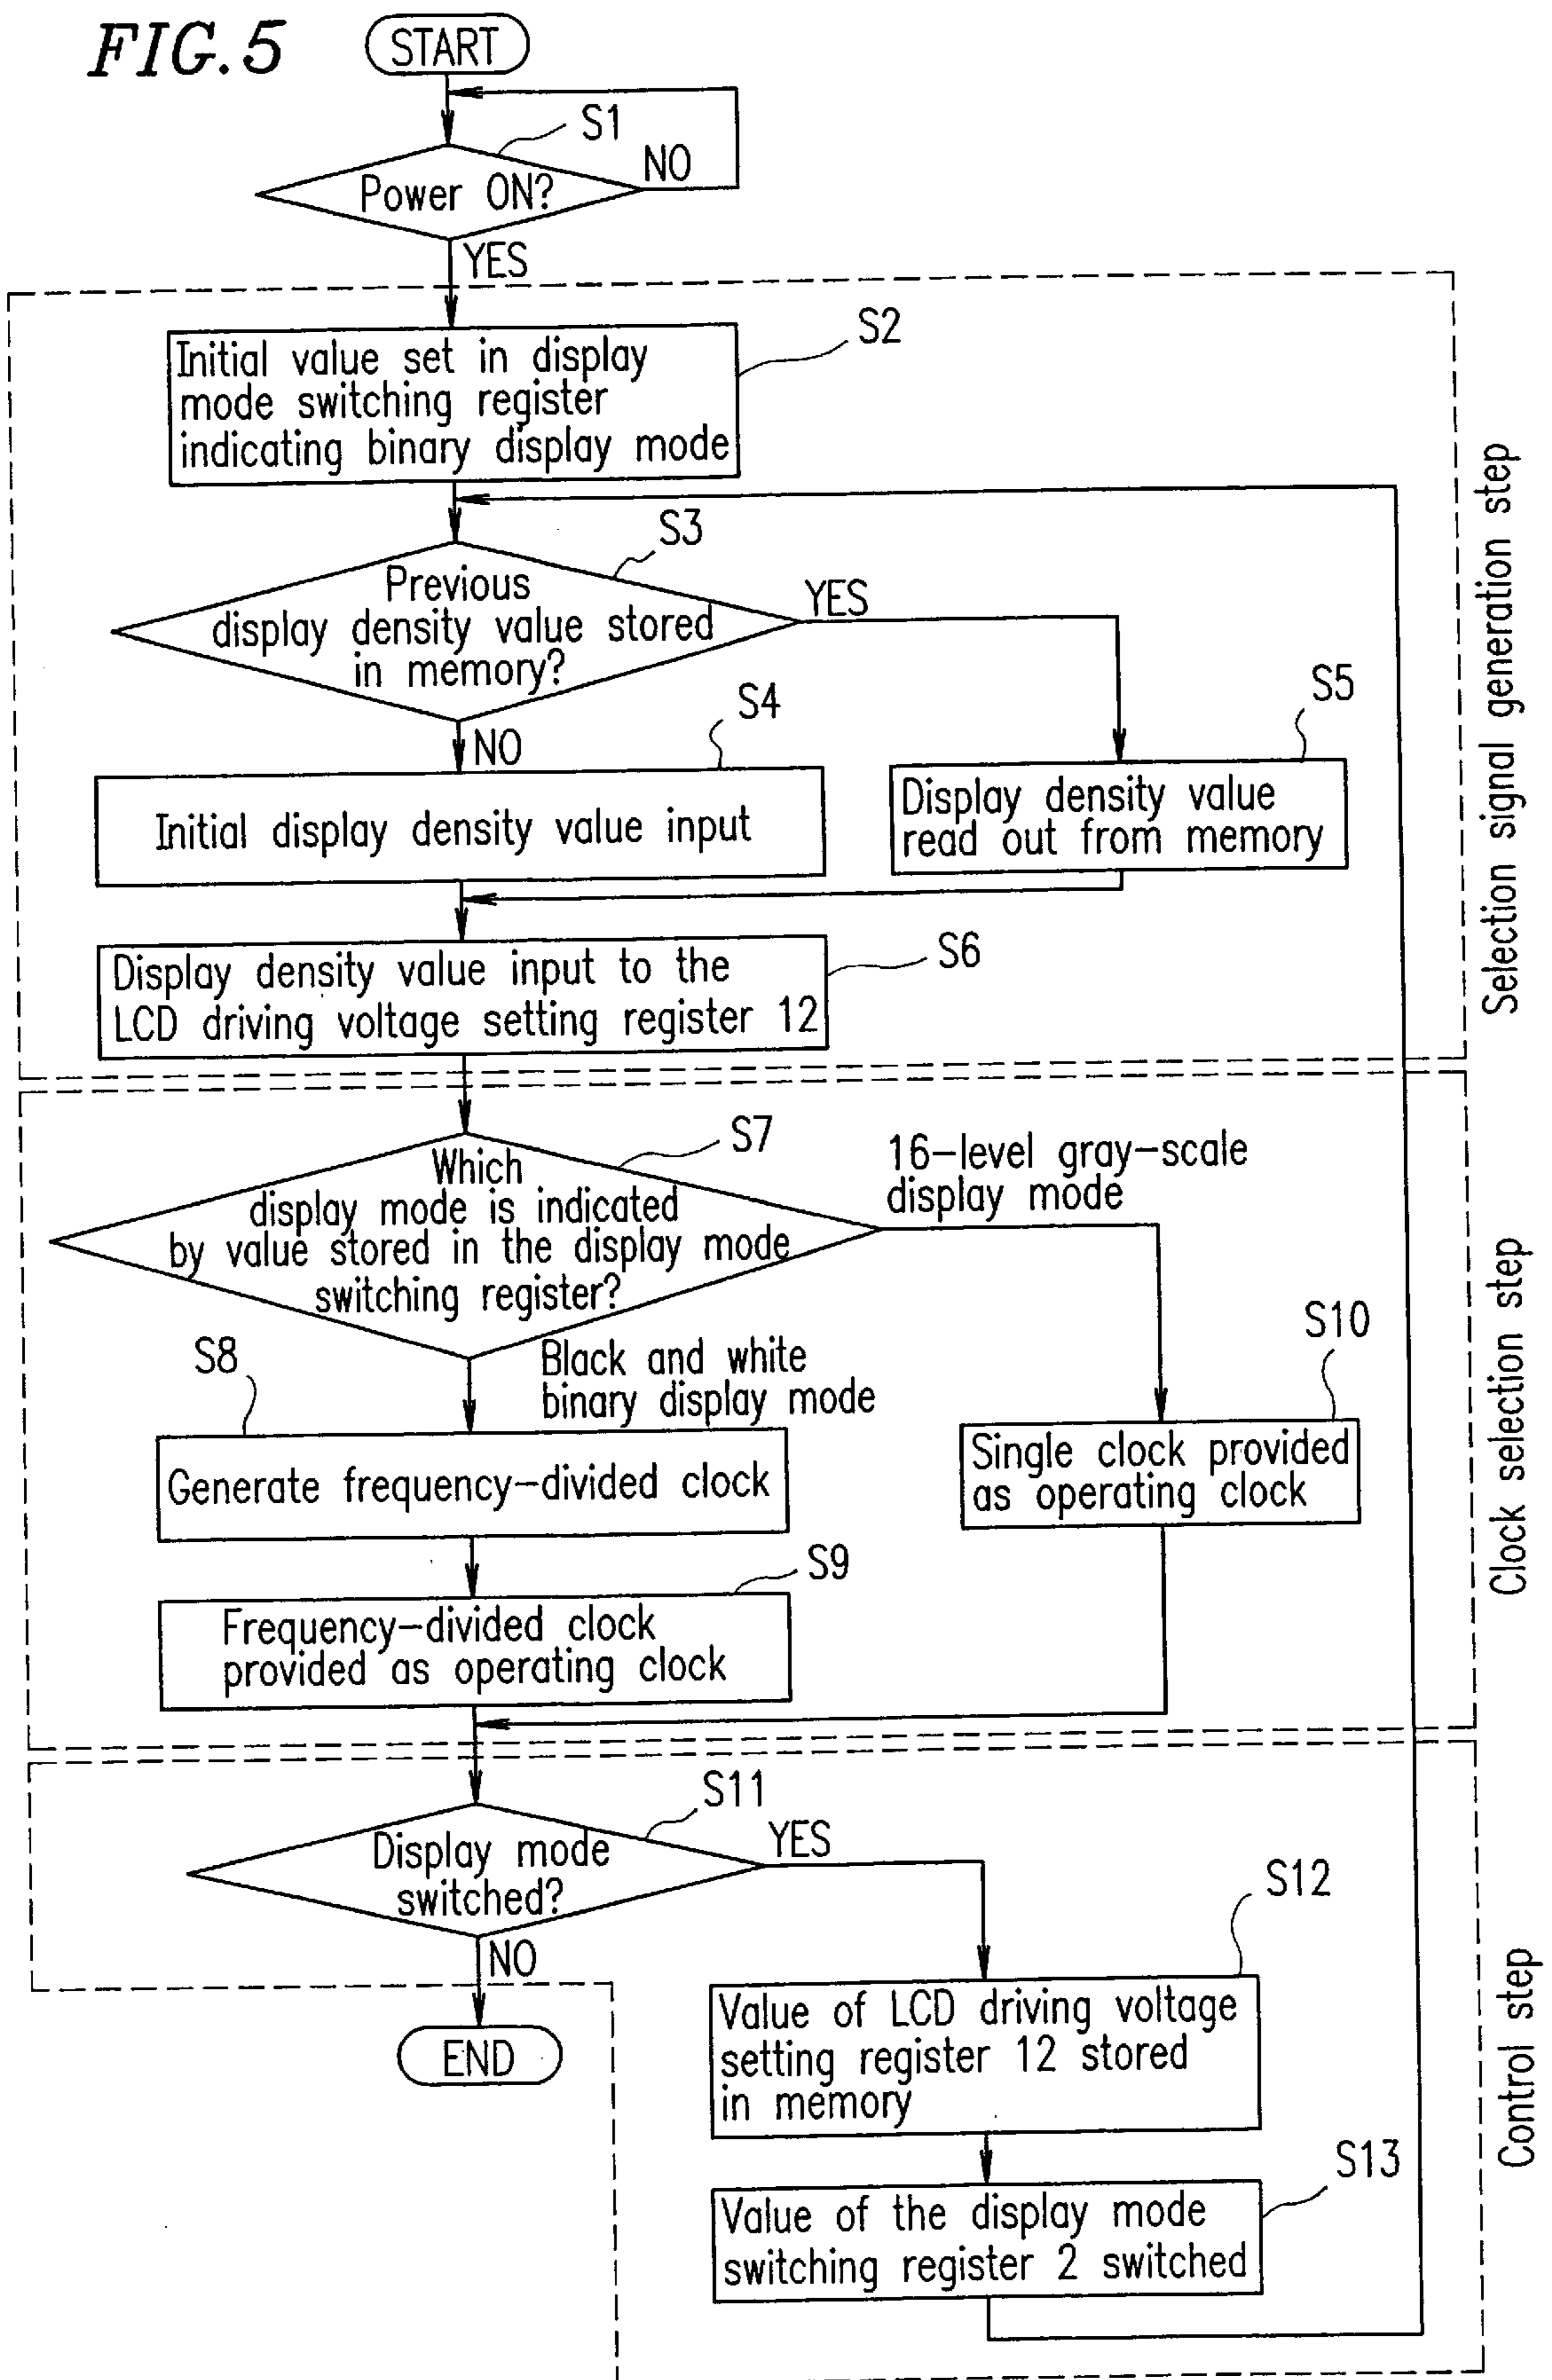 FIG.5
START
S1
Power ON?
NO
YES
S2
Initial value set in display
mode switching register
indicating binary display mode
S3
Previous
display density value stored
in memory?
YES
NO
S4
Initial display density value input
S5
Display density value
read out from memory
S6
Display density value input to the
LCD driving voltage setting register 12
Selection signal generation step
S7
Which
display mode is indicated
by value stored in the display mode
switching register?
16-level gray-scale
display mode
Black and white
binary display mode
S8
Generate frequency-divided clock
S9
Frequency-divided clock
provided as operating clock
S10
Single clock provided
as operating clock
Clock selection step
S11
Display mode
switched?
YES
NO
END
S12
Value of LCD driving voltage
setting register 12 stored
in memory
S13
Value of the display mode
switching register 2 switched
Control step